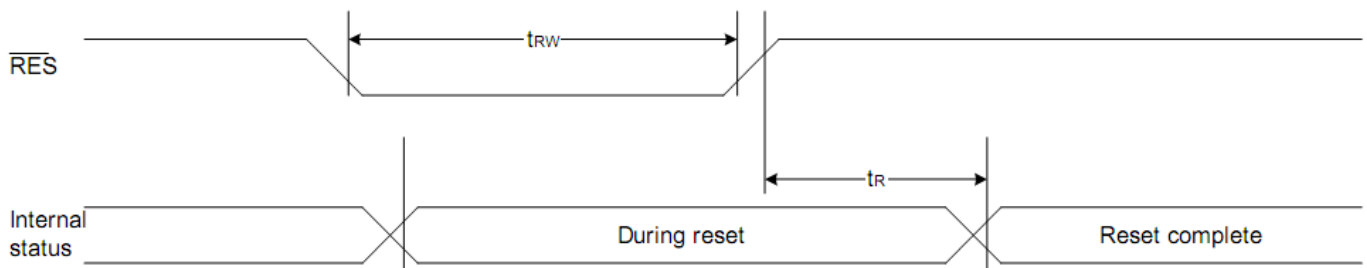 tRW
RES
tR
Internal
status
During reset
Reset complete